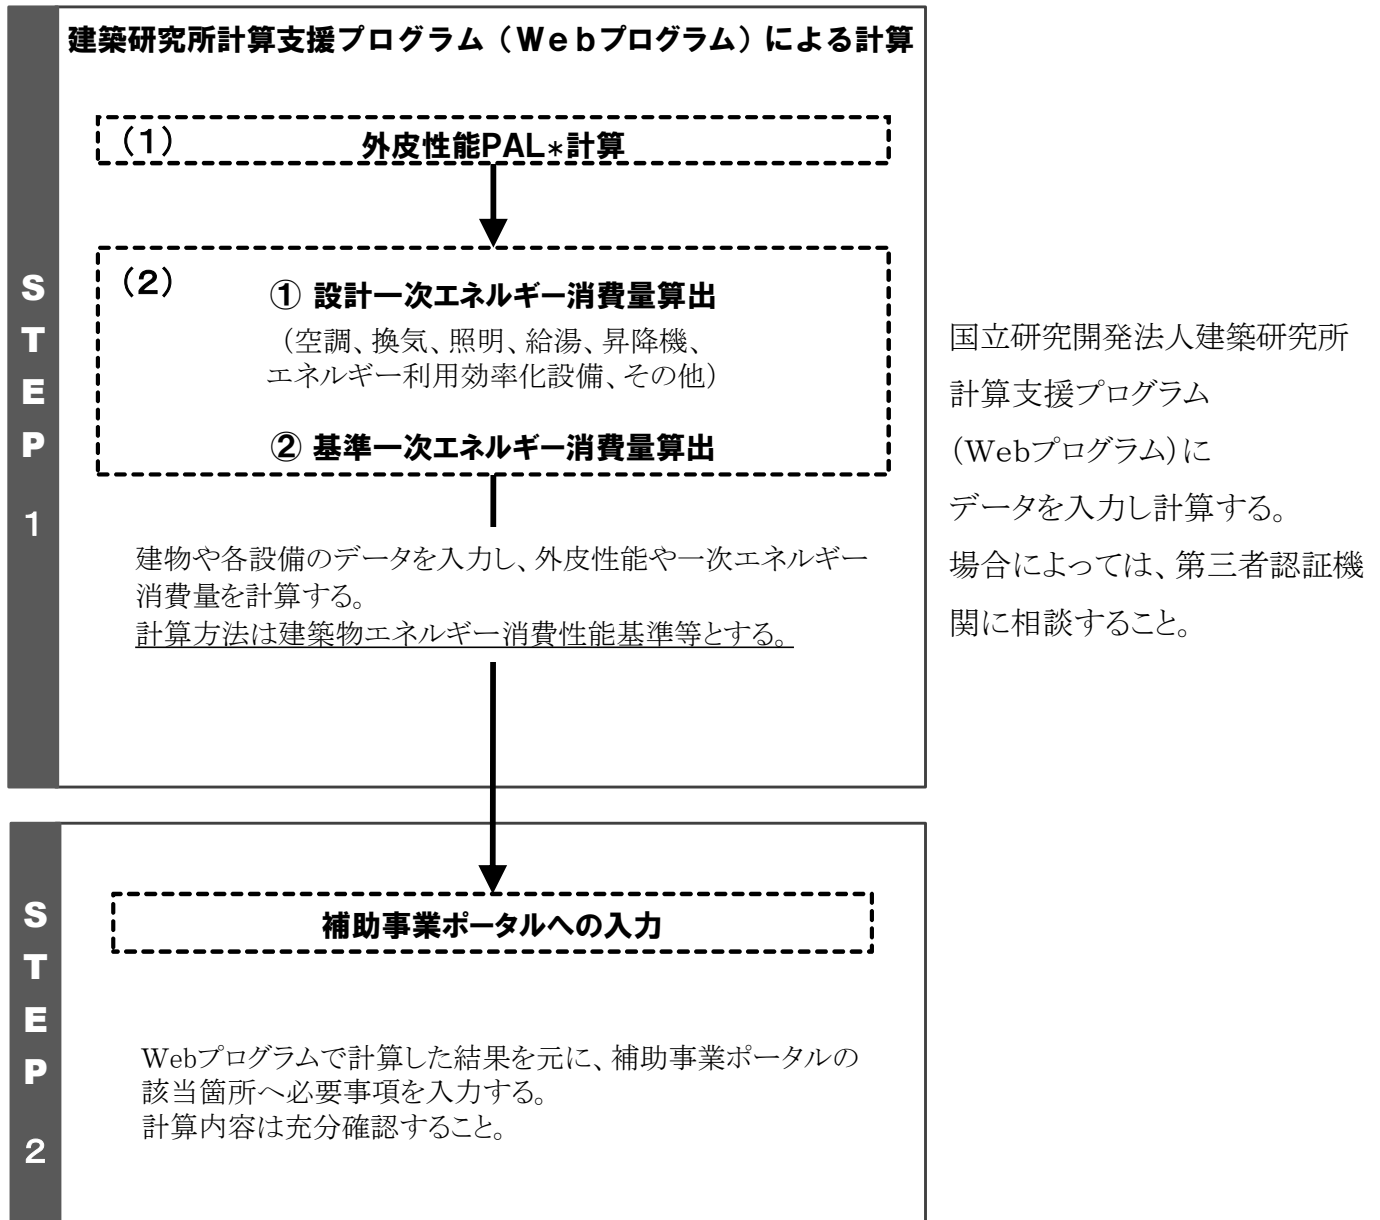 STEP 1
建築研究所計算支援プログラム（Webプログラム）による計算
（1） 外皮性能PAL*計算
（2） ① 設計一次エネルギー消費量算出
（空調、換気、照明、給湯、昇降機、
エネルギー利用効率化設備、その他）
② 基準一次エネルギー消費量算出
建物や各設備のデータを入力し、外皮性能や一次エネルギー
消費量を計算する。
計算方法は建築物エネルギー消費性能基準等とする。
国立研究開発法人建築研究所
計算支援プログラム
（Webプログラム）に
データを入力し計算する。
場合によっては、第三者認証機
関に相談すること。
STEP 2
補助事業ポータルへの入力
Webプログラムで計算した結果を元に、補助事業ポータルの
該当箇所へ必要事項を入力する。
計算内容は充分確認すること。